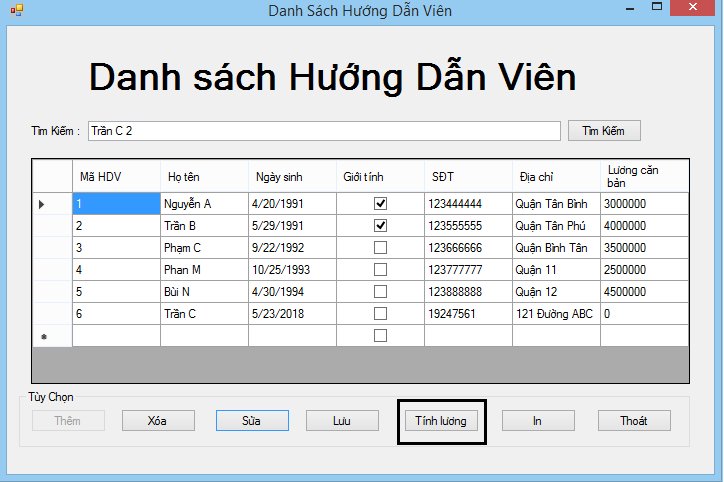 Danh Sách Hướng Dẫn Viên
Danh sách Hướng Dẫn Viên
Tìm Kiếm : Trần C 2 Tìm Kiếm
Mã HDV Họ tên Ngày sinh Giới tính SĐT Địa chỉ Lương căn bản
1 Nguyễn A 4/20/1991 123444444 Quận Tân Bình 3000000
2 Trần B 5/29/1991 123555555 Quận Tân Phú 4000000
3 Phạm C 9/22/1992 123666666 Quận Bình Tân 3500000
4 Phan M 10/25/1993 123777777 Quận 11 2500000
5 Bùi N 4/30/1994 123888888 Quận 12 4500000
6 Trần C 5/23/2018 19247561 121 Đường ABC 0
Tùy Chọn
Thêm Xóa Sửa Lưu Tính lương In Thoát